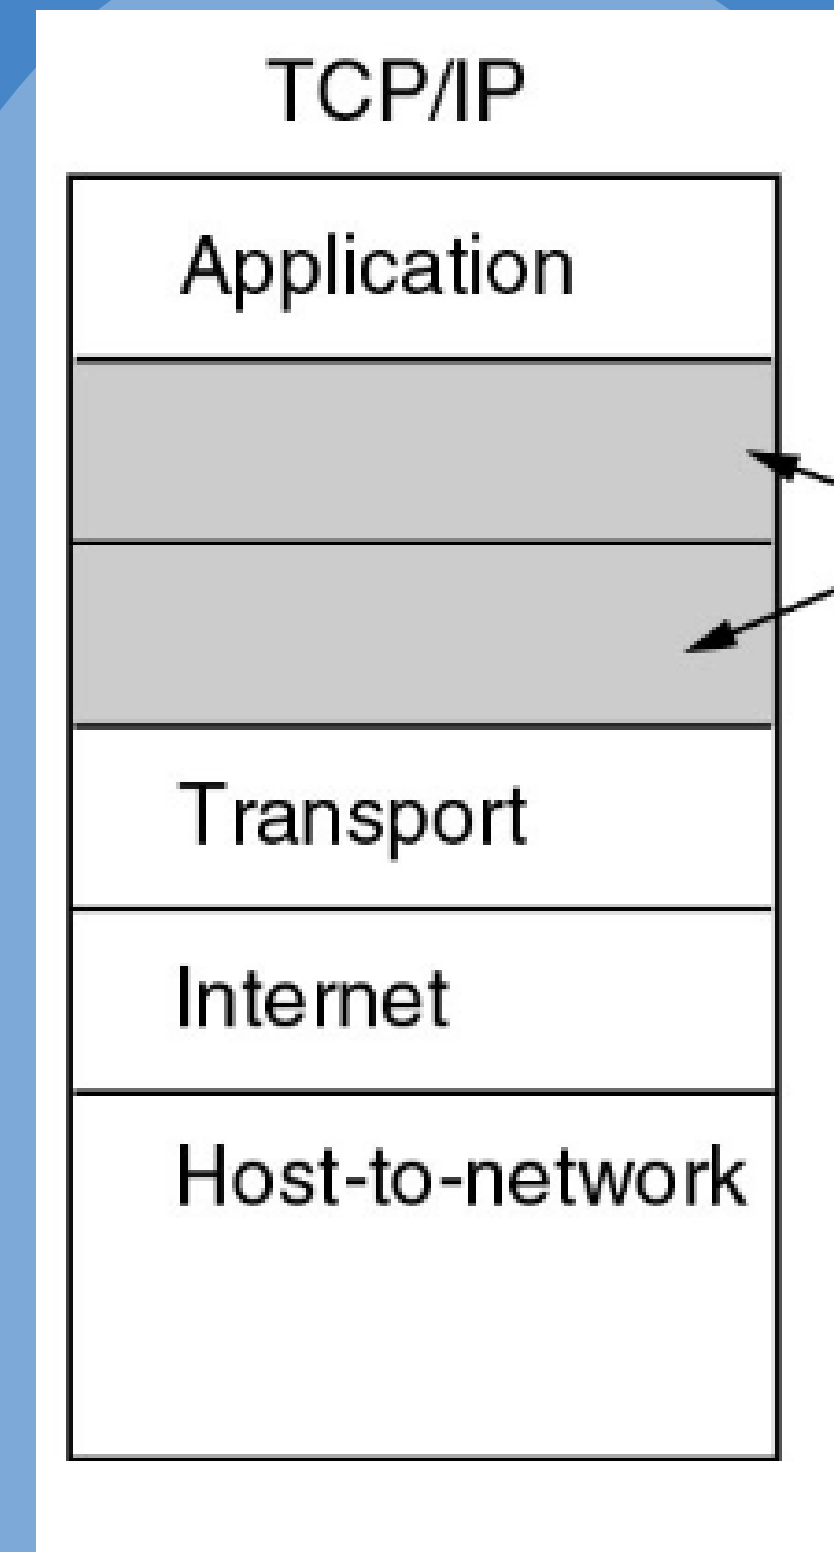 TCP/IP
Application
Transport
Internet
Host-to-network